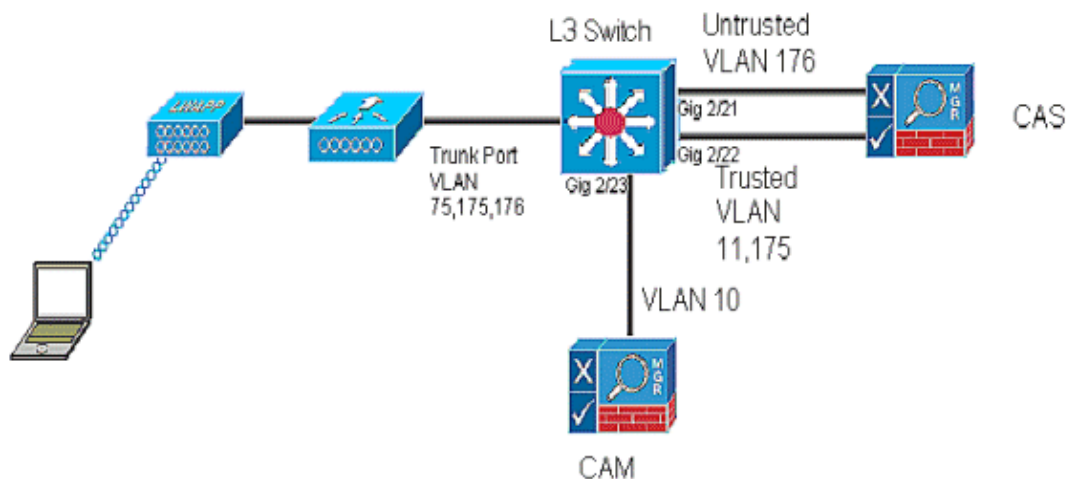 L3 Switch
Untrusted
VLAN 176
LWAPP
Gig 2/21
MGR
CAS
Trunk Port
VLAN
75,175,176
Gig 2/23
Gig 2/22
Trusted
VLAN
11,175
VLAN 10
MGR
CAM